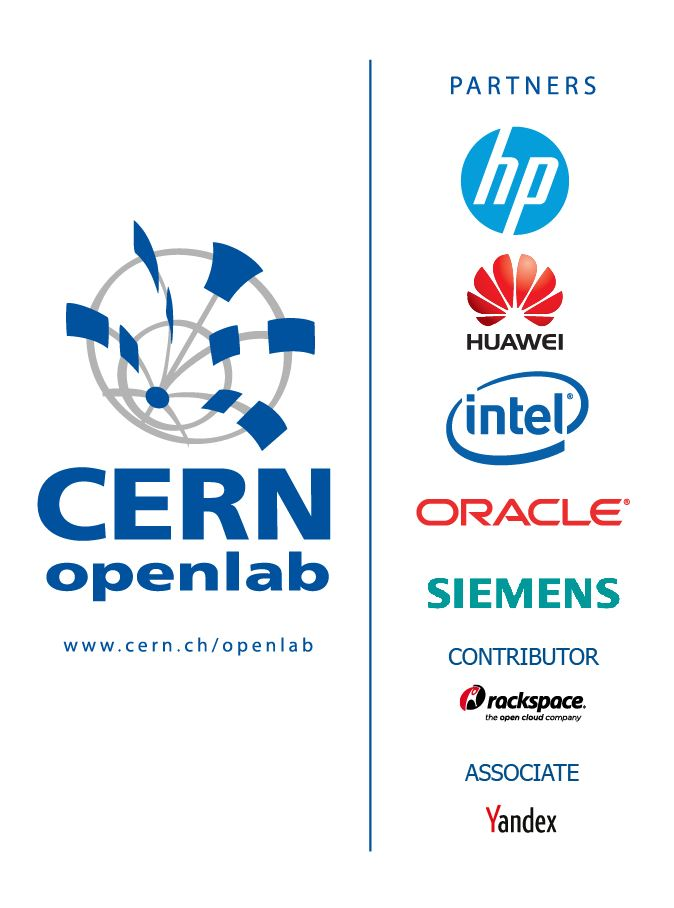 CERN
openlab
www.cern.ch/openlab
PARTNERS
hp
HUAWEI
intel®
ORACLE®
SIEMENS
CONTRIBUTOR
rackspace.
the open cloud company
ASSOCIATE
Yandex